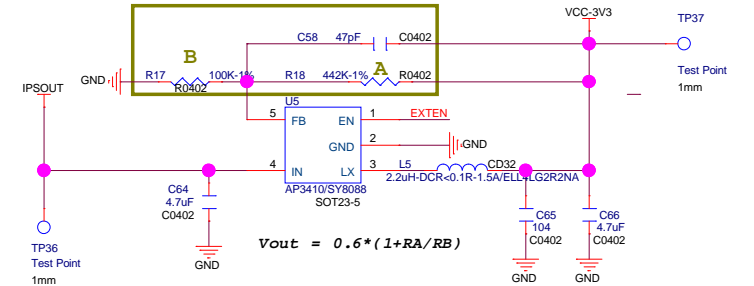 VCC-3V3
TP37
C58 47pF C0402
B
A
GND R17 100K-1% R18 442K-1% R0402
R0402
Test Point
1mm
IPSOUT
U5
5 FB EN 1 EXTEN
GND 2 GND
4 IN LX 3 L5 CD32
2.2uH-DCR<0.1R-1.5A/ELL4LG2R2NA
AP3410/SY8088
SOT23-5
C64
4.7uF
C0402
C65
104
C0402
C66
4.7uF
C0402
Vout = 0.6*(1+RA/RB)
TP36
Test Point
1mm
GND
GND
GND